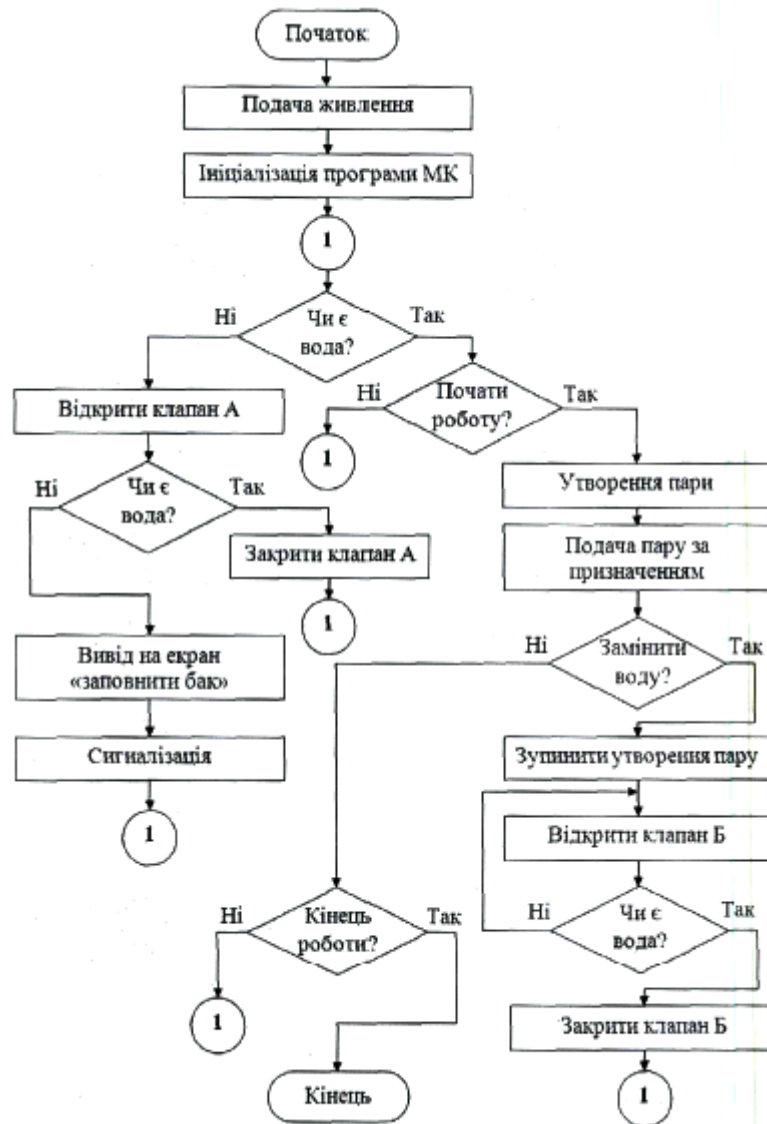 Початок
Подача живлення
Ініціалізація програми МК
1
Ні
Чи є
вода?
Так
Відкрити клапан А
Ні
Почати
роботу?
Так
1
Ні
Чи є
вода?
Так
Утворення пари
Закрити клапан А
Подача пару за
призначенням
1
Вивід на екран
«заповнити бак»
Ні
Замінити
воду?
Так
Сигналізація
Зупинити утворення пару
1
Відкрити клапан Б
Ні
Кінець
роботи?
Так
Ні
Чи є
вода?
Так
1
Закрити клапан Б
Кінець
1